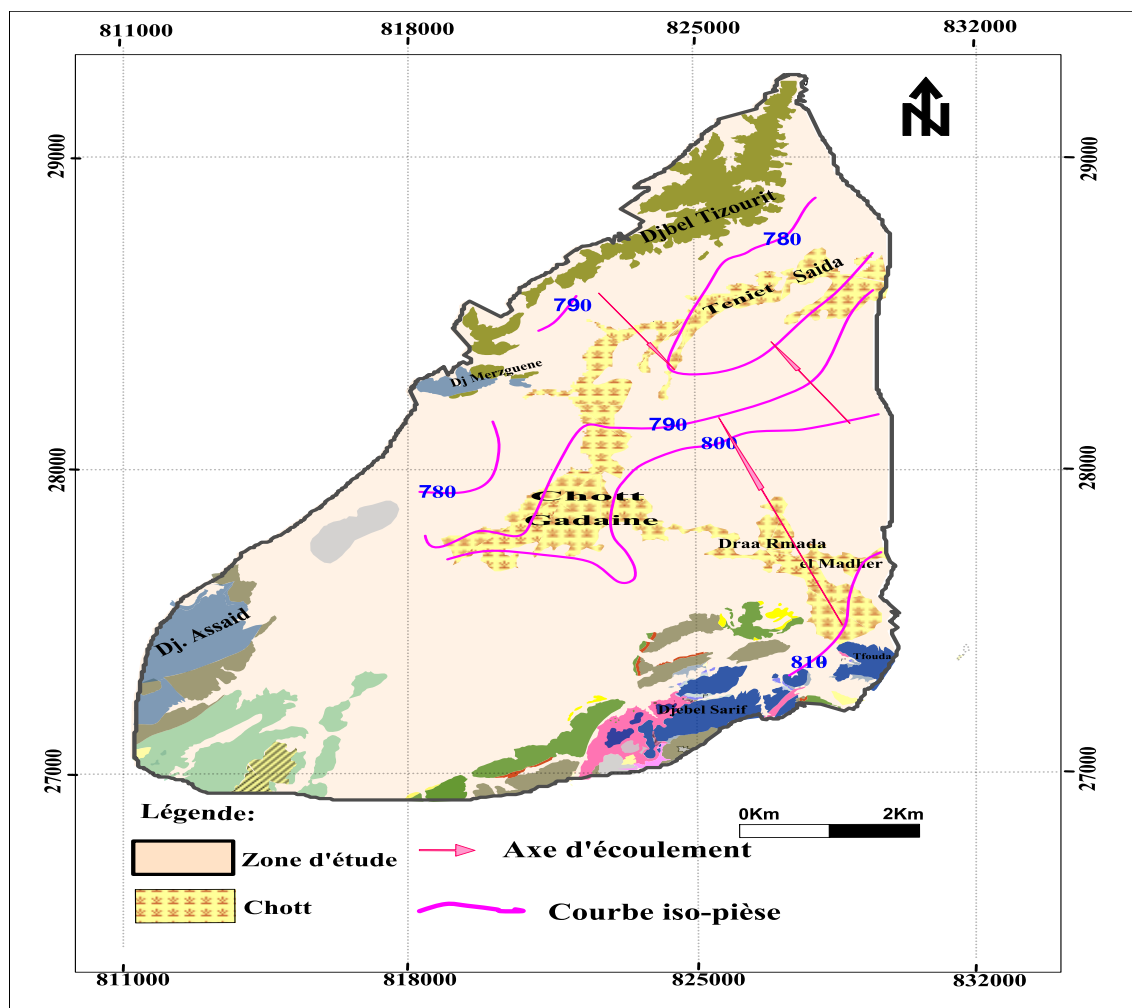 811000 818000 825000 832000
N
29000 29000
Djbel Tizourit
780
Teniet Saida
790
Dj Merzguene
790
800
28000 28000
780
Chott
Gadaine
Draa Rmada
el Madher
Dj. Assaid
Tfouda
810
Djebel Sarif
27000 27000
Légende:
0Km 2Km
Zone d'étude
Axe d'écoulement
Chott
Courbe iso-pièse
811000 818000 825000 832000